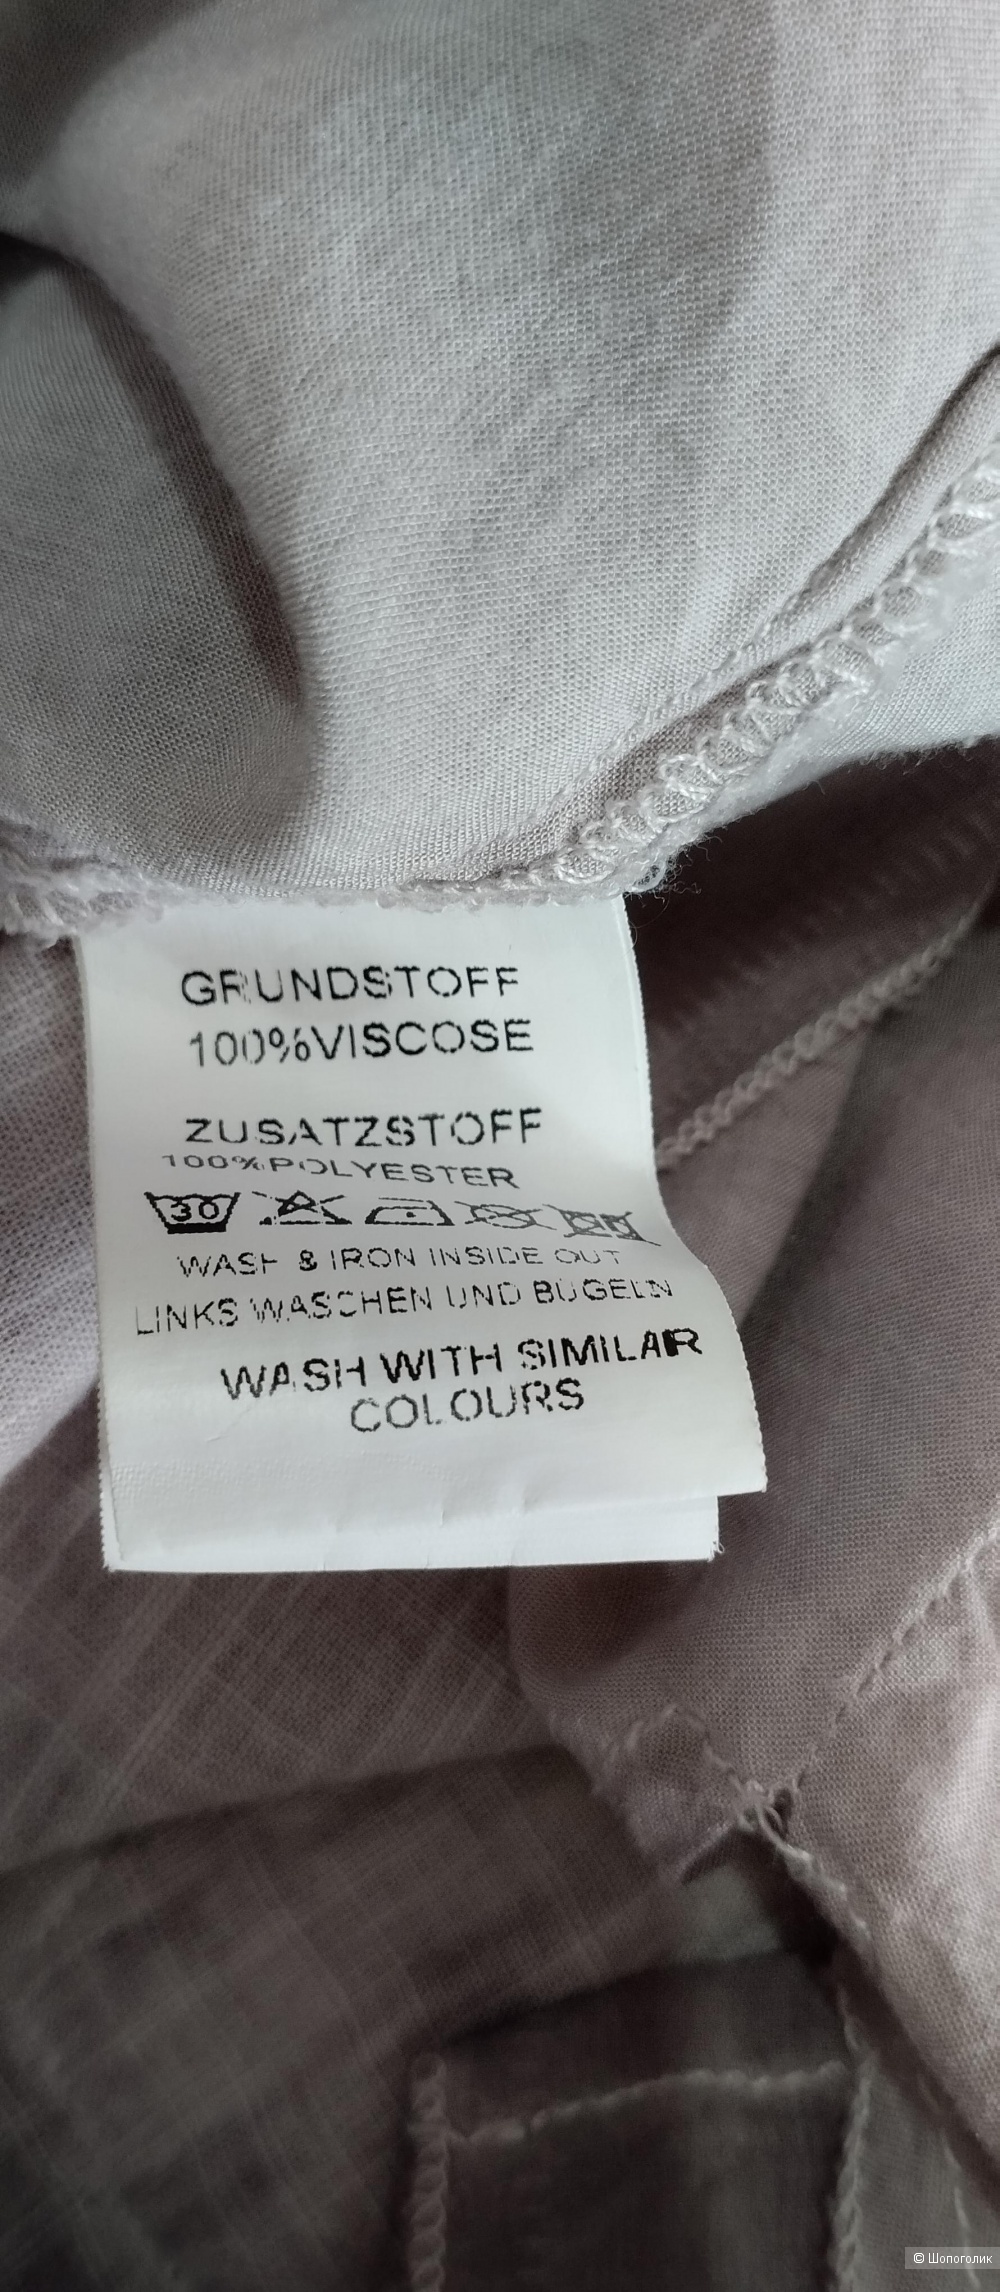 GRUNDSTOFF
100%VISCOSE
ZUSATZSTOFF
100%POLYESTER
30
WASH & IRON INSIDE OUT
LINKS WASCHEN UND BÜGELN
WASH WITH SIMILAR
COLOURS
© Шопоголик